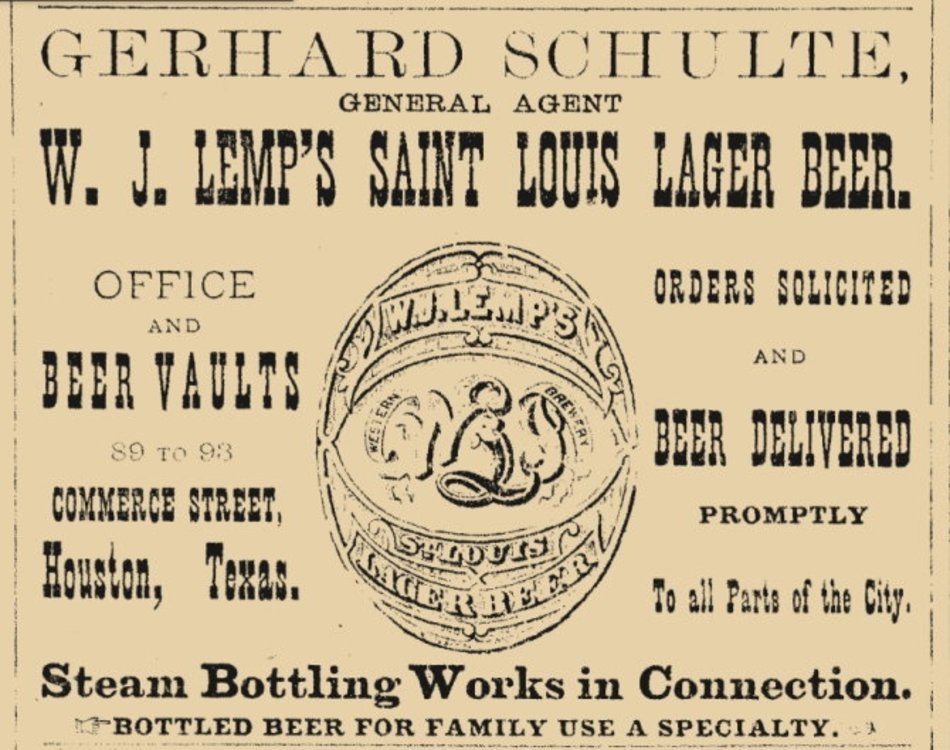 GERHARD SCHULTE,
GENERAL AGENT
W. J. LEMP'S SAINT LOUIS LAGER BEER.
OFFICE
AND
BEER VAULTS
89 TO 93
COMMERCE STREET,
Houston, Texas.
W.J. LEMP'S
WESTERN BREWERY
ST. LOUIS
LAGER BEER
ORDERS SOLICITED
AND
BEER DELIVERED
PROMPTLY
To all Parts of the City.
Steam Bottling Works in Connection.
BOTTLED BEER FOR FAMILY USE A SPECIALTY.